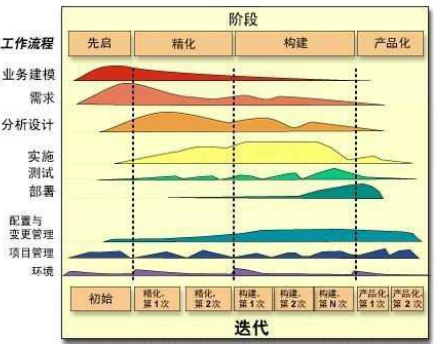 阶段
工作流程
先启
精化
构建
产品化
业务建模
需求
分析设计
实施
测试
部署
配置与
变更管理
项目管理
环境
初始
精化,
第1次
精化,
第2次
构建,
第1次
构建,
第2次
构建,
第N次
产品化,
第1次
产品化,
第 2 次
迭代